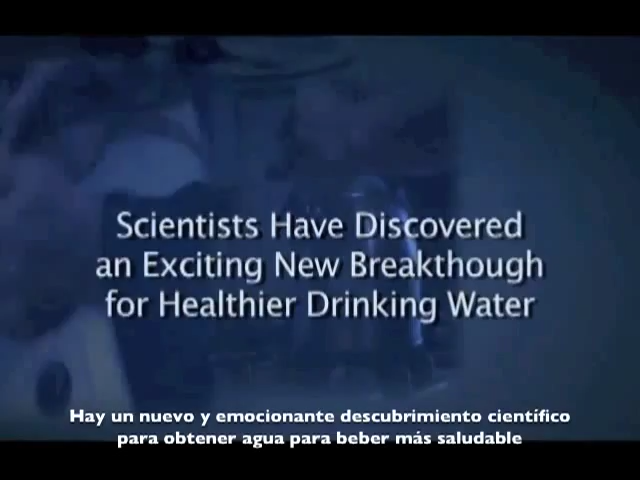 Scientists Have Discovered
an Exciting New Breakthough
for Healthier Drinking Water
Hay un nuevo y emocionante descubrimiento científico
para obtener agua para beber más saludable